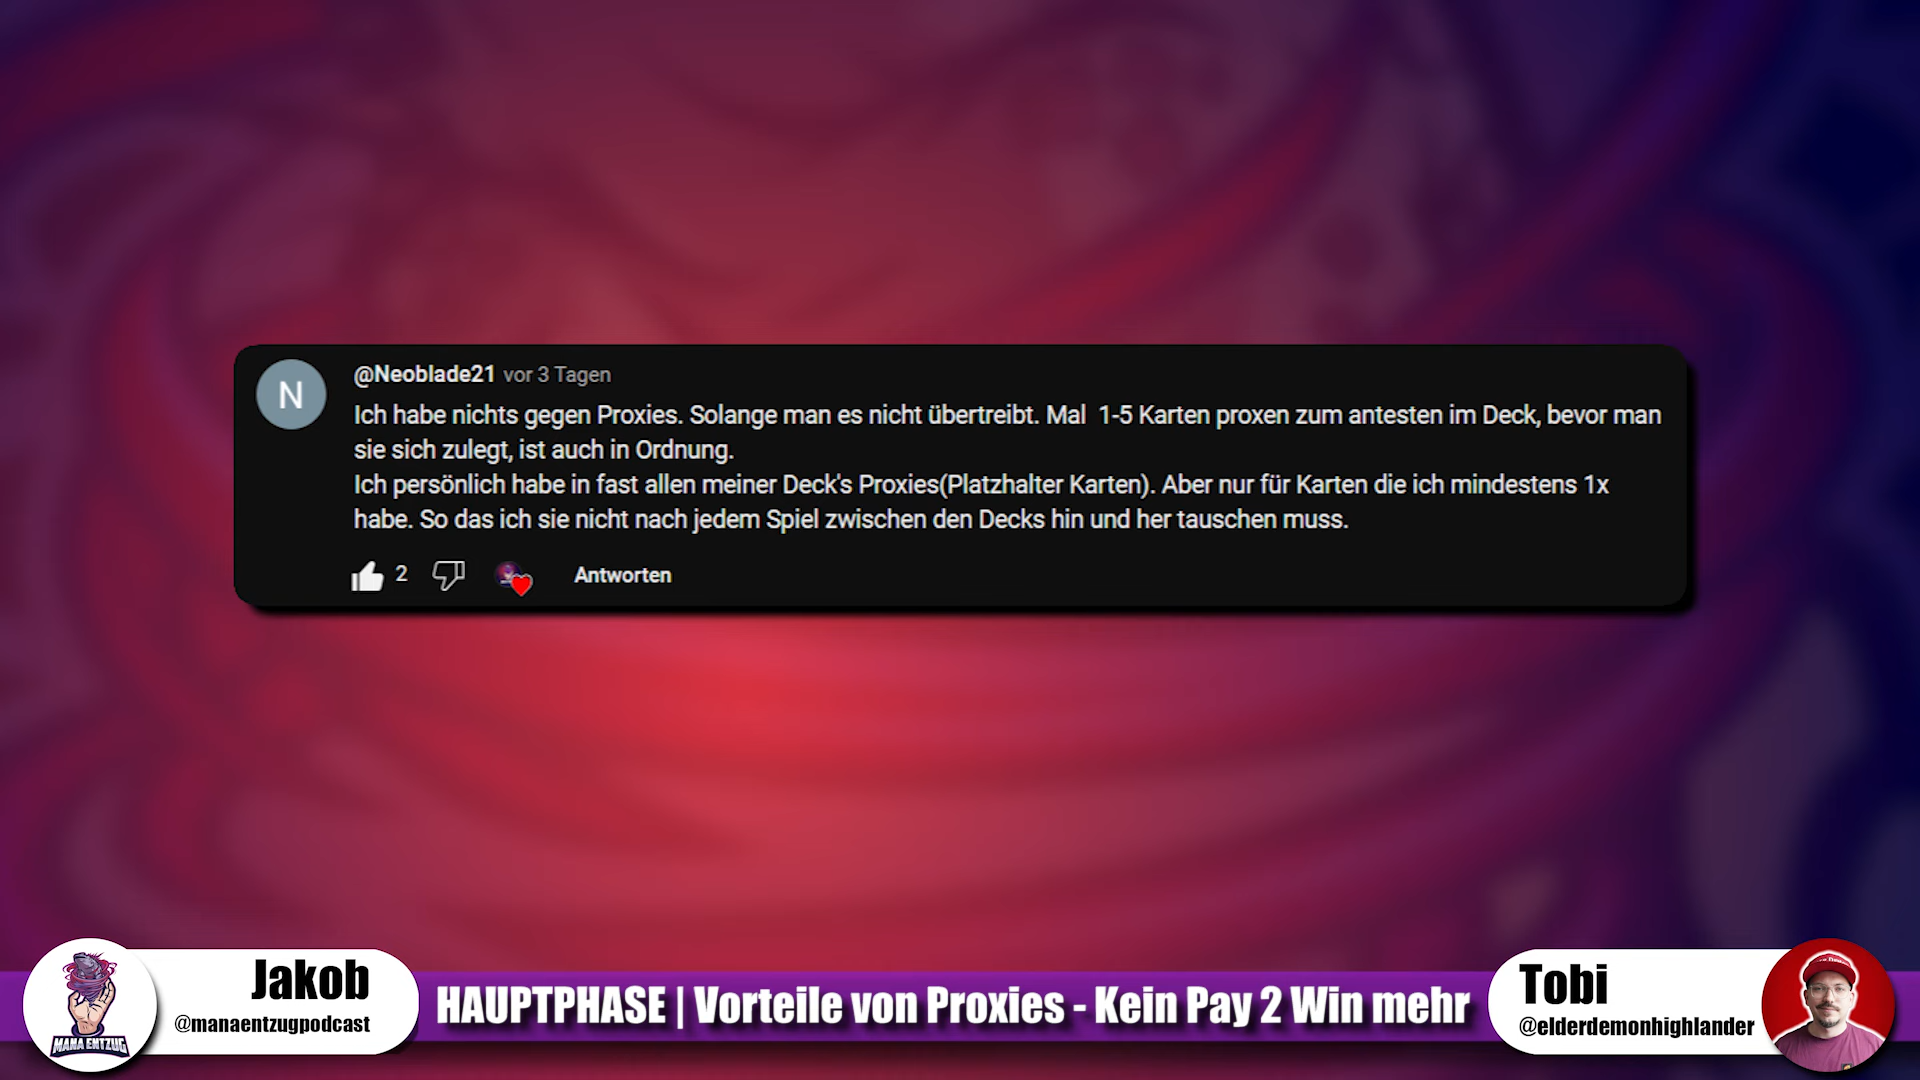 N
@Neoblade21 vor 3 Tagen
Ich habe nichts gegen Proxies. Solange man es nicht übertreibt. Mal  1-5 Karten proxen zum antesten im Deck, bevor man
sie sich zulegt, ist auch in Ordnung.
Ich persönlich habe in fast allen meiner Deck's Proxies(Platzhalter Karten). Aber nur für Karten die ich mindestens 1x
habe. So das ich sie nicht nach jedem Spiel zwischen den Decks hin und her tauschen muss.
2
Antworten
MANA ENTZUG
Jakob
@manaentzugpodcast
HAUPTPHASE | Vorteile von Proxies - Kein Pay 2 Win mehr
Tobi
@elderdemonhighlander